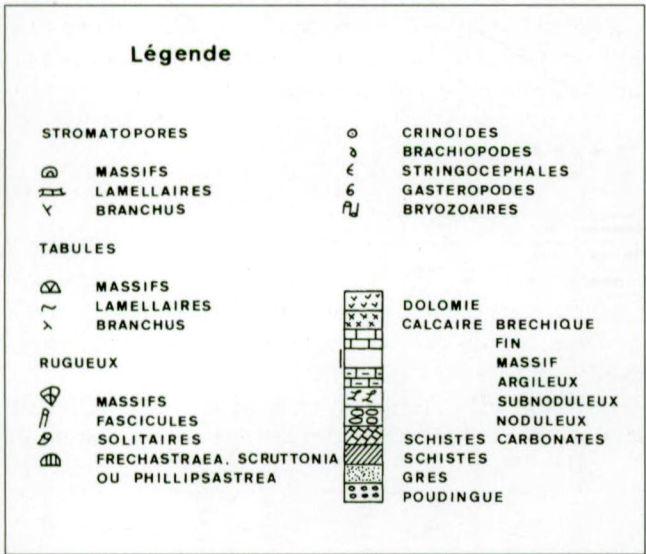 Légende
STROMATOPORES
MASSIFS
LAMELLAIRES
BRANCHUS
TABULES
MASSIFS
LAMELLAIRES
BRANCHUS
RUGUEUX
MASSIFS
FASCICULES
SOLITAIRES
FRECHASTRAEA, SCRUTTONIA
OU PHILLIPSASTREA
CRINOIDES
BRACHIOPODES
STRINGOCEPHALES
GASTEROPODES
BRYOZOAIRES
DOLOMIE
CALCAIRE BRECHIQUE
FIN
MASSIF
ARGILEUX
SUBNODULEUX
NODULEUX
SCHISTES CARBONATES
SCHISTES
GRES
POUDINGUE